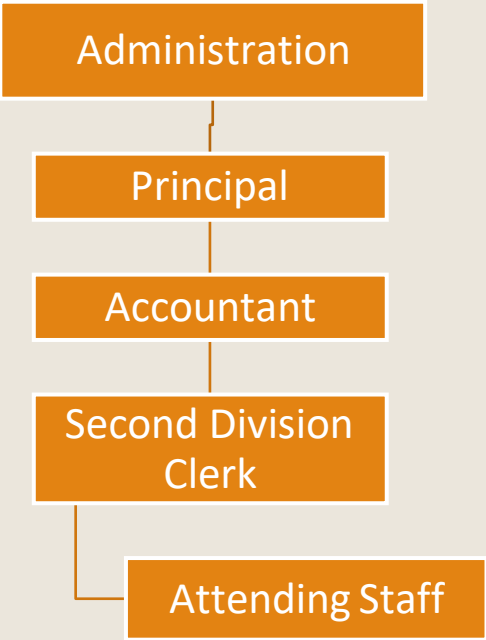 Administration
Principal
Accountant
Second Division
Clerk
Attending Staff